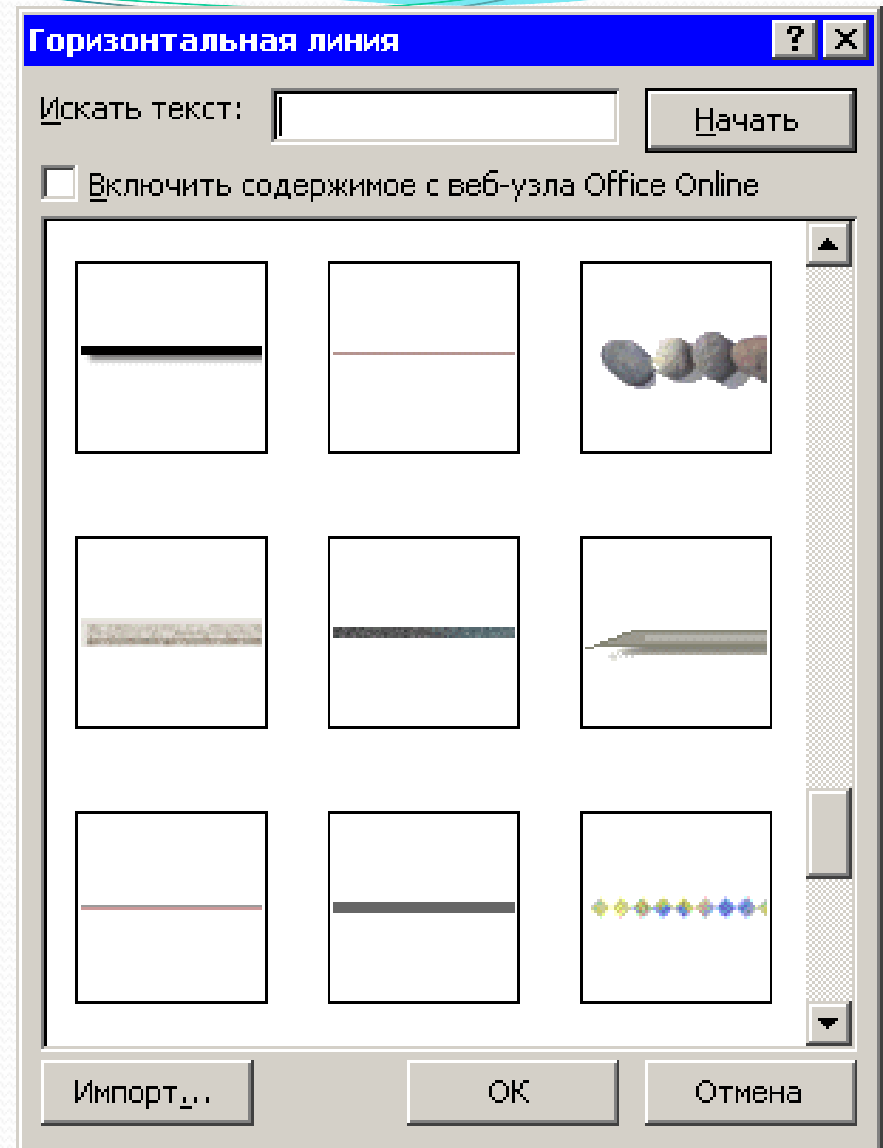 Горизонтальная линия
Искать текст: Начать
Включить содержимое с веб-узла Office Online
Импорт... ОК Отмена